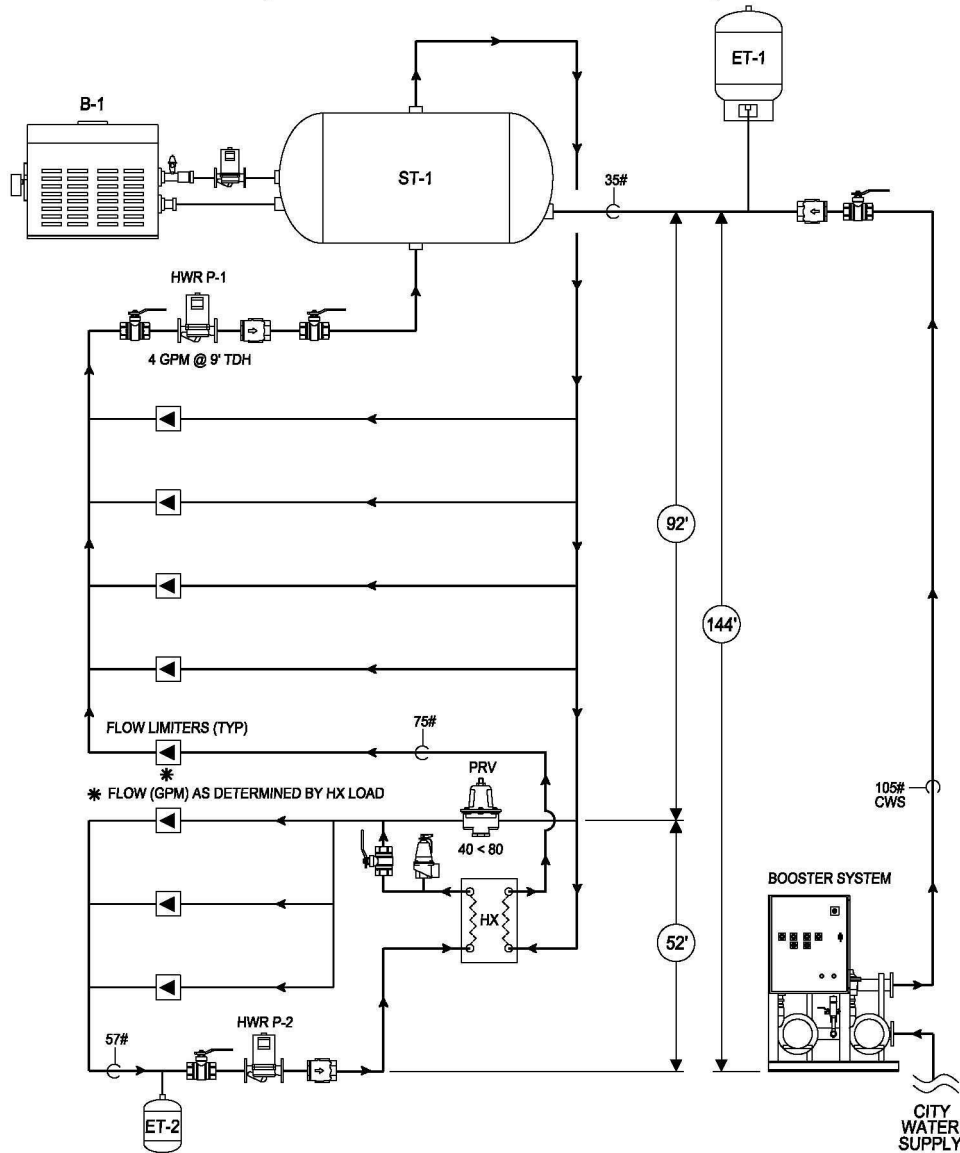 ET-1
B-1
ST-1
35#
HWR P-1
4 GPM @ 9' TDH
92'
144'
75#
FLOW LIMITERS (TYP)
PRV
✱ FLOW (GPM) AS DETERMINED BY HX LOAD
105#
CWS
40 < 80
BOOSTER SYSTEM
HX
52'
HWR P-2
57#
ET-2
CITY
WATER
SUPPLY